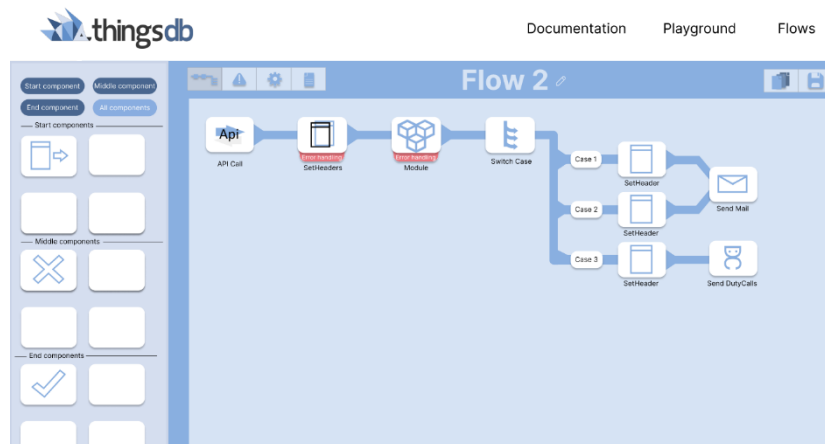 .thingsdb
Documentation Playground Flows
Flow 2
Start component Middle component
End component All components
Start components
Middle components
End components
Api
API Call
Error handling
SetHeaders
Error handling
Module
Switch Case
Case 1
SetHeader
Case 2
SetHeader
Case 3
SetHeader
Send Mail
Send DutyCalls